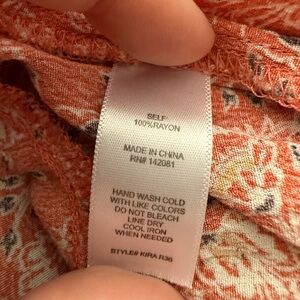 SELF:
100%RAYON
MADE IN CHINA
RN# 142081
HAND WASH COLD
WITH LIKE COLORS
DO NOT BLEACH
LINE DRY
COOL IRON
WHEN NEEDED
STYLE# KIRA R36